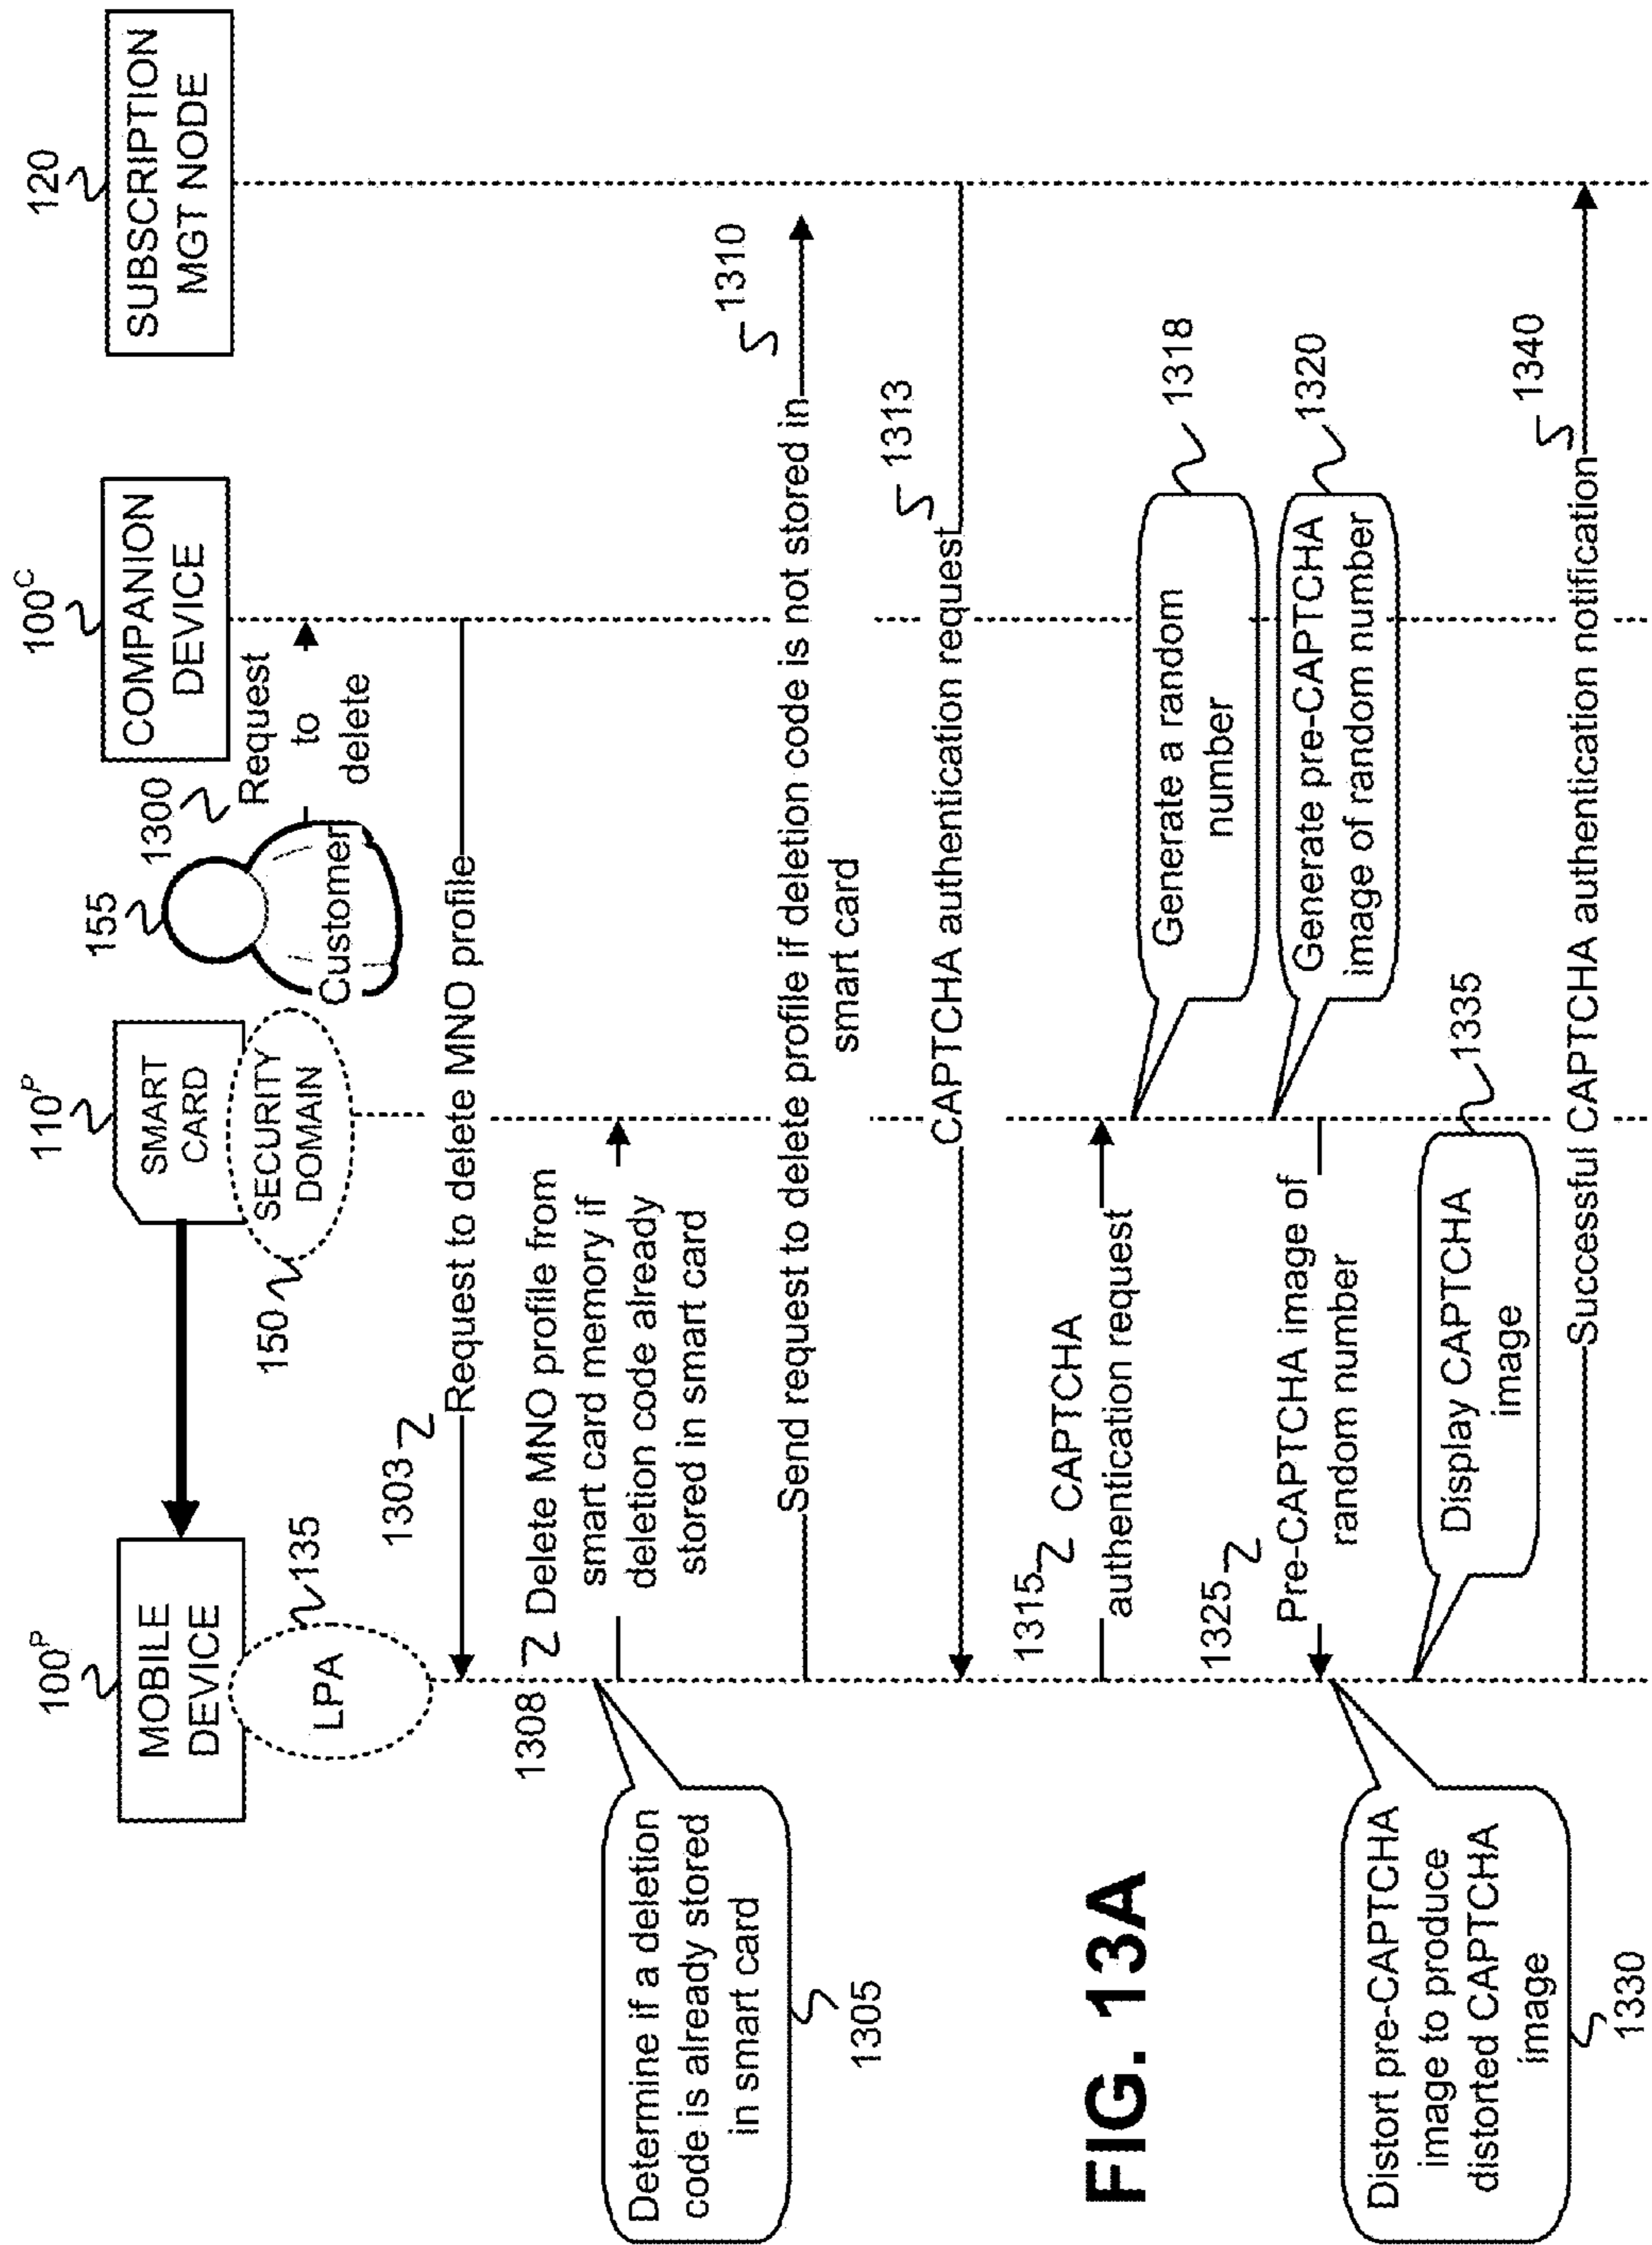 100P
MOBILE
DEVICE
LPA
135
110P
SMART
CARD
SECURITY
DOMAIN
150
155
Customer
1300
Request
to
delete
100C
COMPANION
DEVICE
120
SUBSCRIPTION
MGT NODE
1303
Request to delete MNO profile
1308
Delete MNO profile from
smart card memory if
deletion code already
stored in smart card
Determine if a deletion
code is already stored
in smart card
1305
1310
Send request to delete profile if deletion code is not stored in
smart card
1313
CAPTCHA authentication request
1315
CAPTCHA
authentication request
Generate a random
number
1318
Generate pre-CAPTCHA
image of random number
1320
1325
Pre-CAPTCHA image of
random number
Distort pre-CAPTCHA
image to produce
distorted CAPTCHA
image
1330
Display CAPTCHA
image
1335
1340
Successful CAPTCHA authentication notification
FIG. 13A